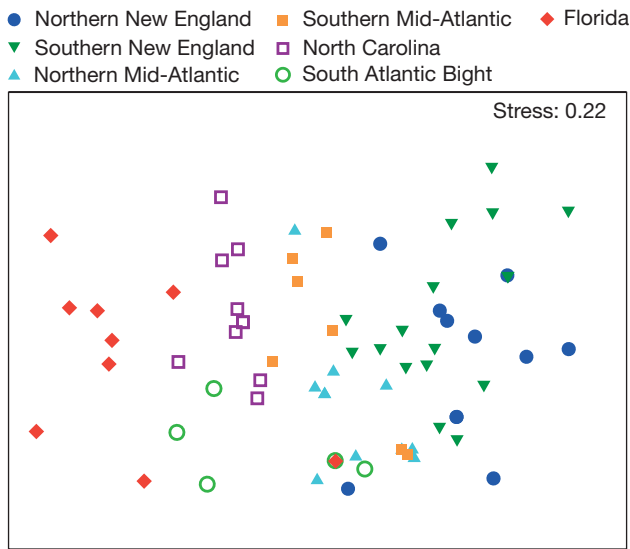 Northern New England Southern Mid-Atlantic Florida
Southern New England North Carolina
Northern Mid-Atlantic South Atlantic Bight
Stress: 0.22